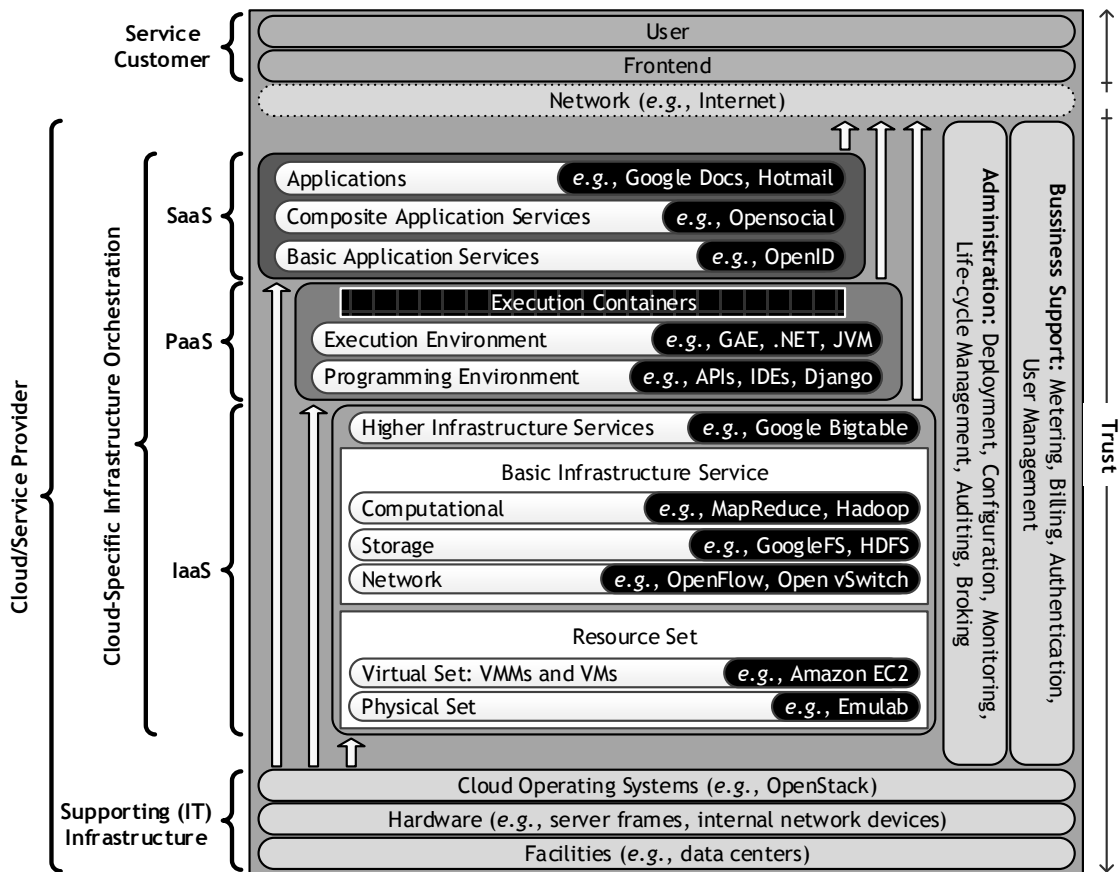 Service
Customer
User
Frontend
Network (e.g., Internet)
Cloud/Service Provider
Cloud-Specific Infrastructure Orchestration
SaaS
Applications
e.g., Google Docs, Hotmail
Composite Application Services
e.g., Opensocial
Basic Application Services
e.g., OpenID
PaaS
Execution Containers
Execution Environment
e.g., GAE, .NET, JVM
Programming Environment
e.g., APIs, IDEs, Django
IaaS
Higher Infrastructure Services
e.g., Google Bigtable
Basic Infrastructure Service
Computational
e.g., MapReduce, Hadoop
Storage
e.g., GoogleFS, HDFS
Network
e.g., OpenFlow, Open vSwitch
Resource Set
Virtual Set: VMMs and VMs
e.g., Amazon EC2
Physical Set
e.g., Emulab
Administration: Deployment, Configuration, Monitoring,
Life-cycle Management, Auditing, Broking
Bussiness Support: Metering, Billing, Authentication,
User Management
Trust
Supporting (IT)
Infrastructure
Cloud Operating Systems (e.g., OpenStack)
Hardware (e.g., server frames, internal network devices)
Facilities (e.g., data centers)